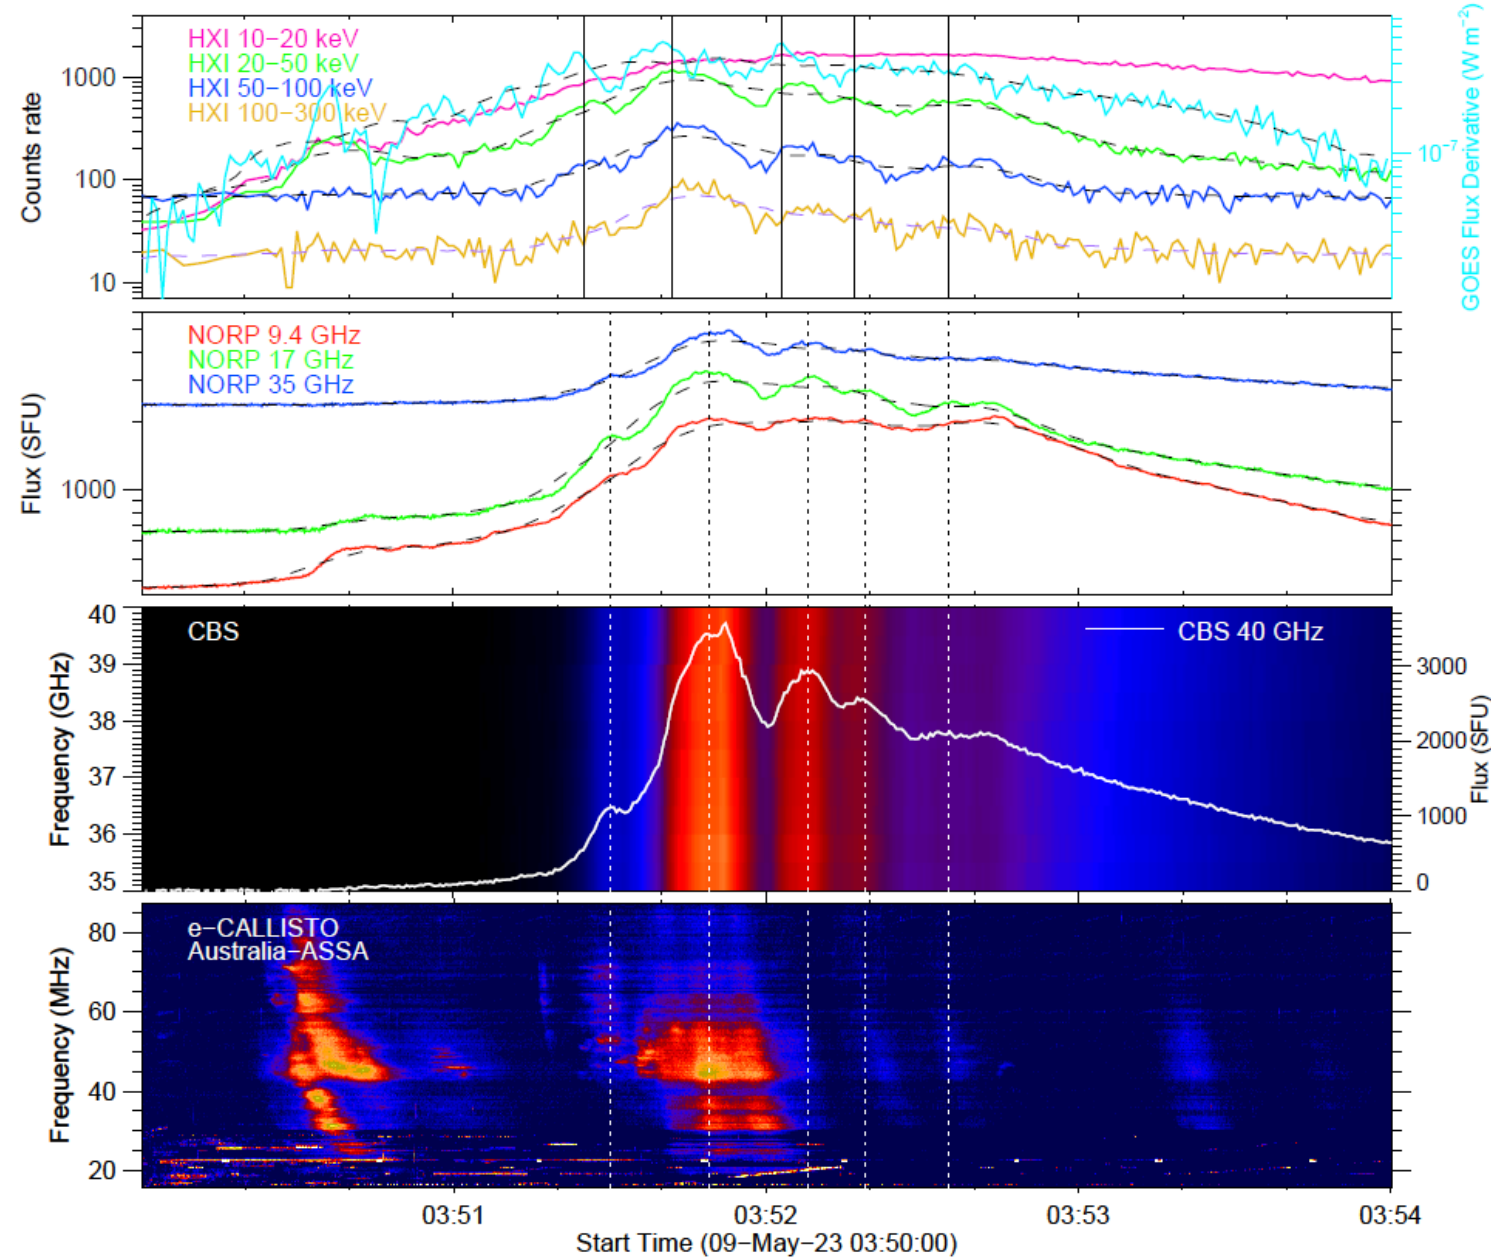 HXI 10−20 keV
HXI 20−50 keV
HXI 50−100 keV
HXI 100−300 keV
Counts rate
1000
100
10
10−7
GOES Flux Derivative (W m−2)
NORP 9.4 GHz
NORP 17 GHz
NORP 35 GHz
Flux (SFU)
1000
CBS
CBS 40 GHz
Frequency (GHz)
40
39
38
37
36
35
3000
2000
1000
0
Flux (SFU)
e−CALLISTO
Australia−ASSA
Frequency (MHz)
80
60
40
20
03:51 03:52 03:53 03:54
Start Time (09−May−23 03:50:00)